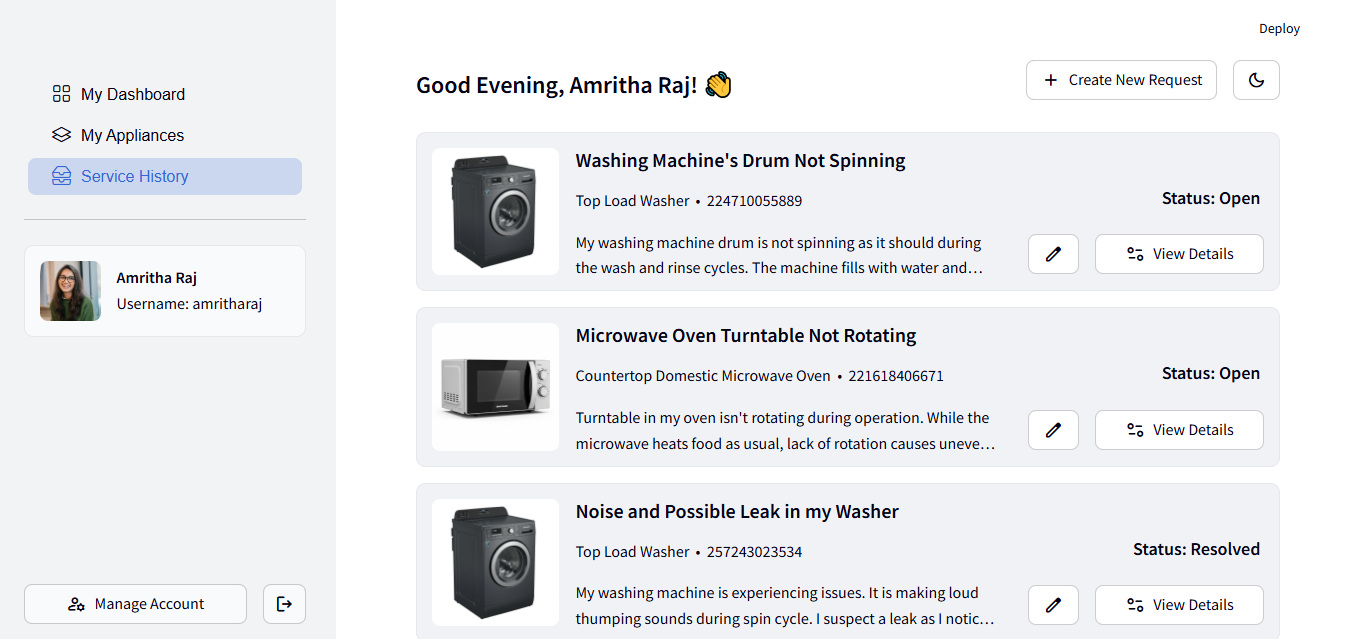 Deploy
My Dashboard
My Appliances
Service History
Amritha Raj
Username: amritharaj
Manage Account
Good Evening, Amritha Raj! 👋
Create New Request
Washing Machine's Drum Not Spinning
Top Load Washer • 224710055889
Status: Open
My washing machine drum is not spinning as it should during
the wash and rinse cycles. The machine fills with water and…
View Details
Microwave Oven Turntable Not Rotating
Countertop Domestic Microwave Oven • 221618406671
Status: Open
Turntable in my oven isn't rotating during operation. While the
microwave heats food as usual, lack of rotation causes uneve…
View Details
Noise and Possible Leak in my Washer
Top Load Washer • 257243023534
Status: Resolved
My washing machine is experiencing issues. It is making loud
thumping sounds during spin cycle. I suspect a leak as I notic…
View Details